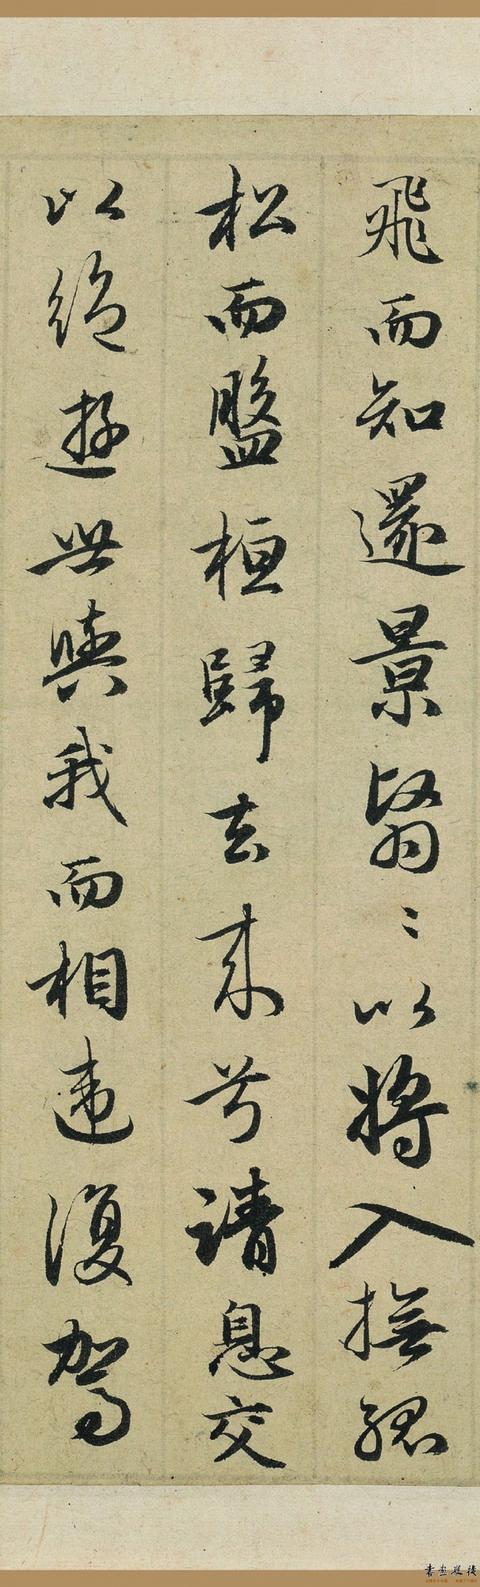 飛而知還景翳〻以將入撫孤
松而盤桓歸去來兮請息交
以絕遊世與我而相違復駕